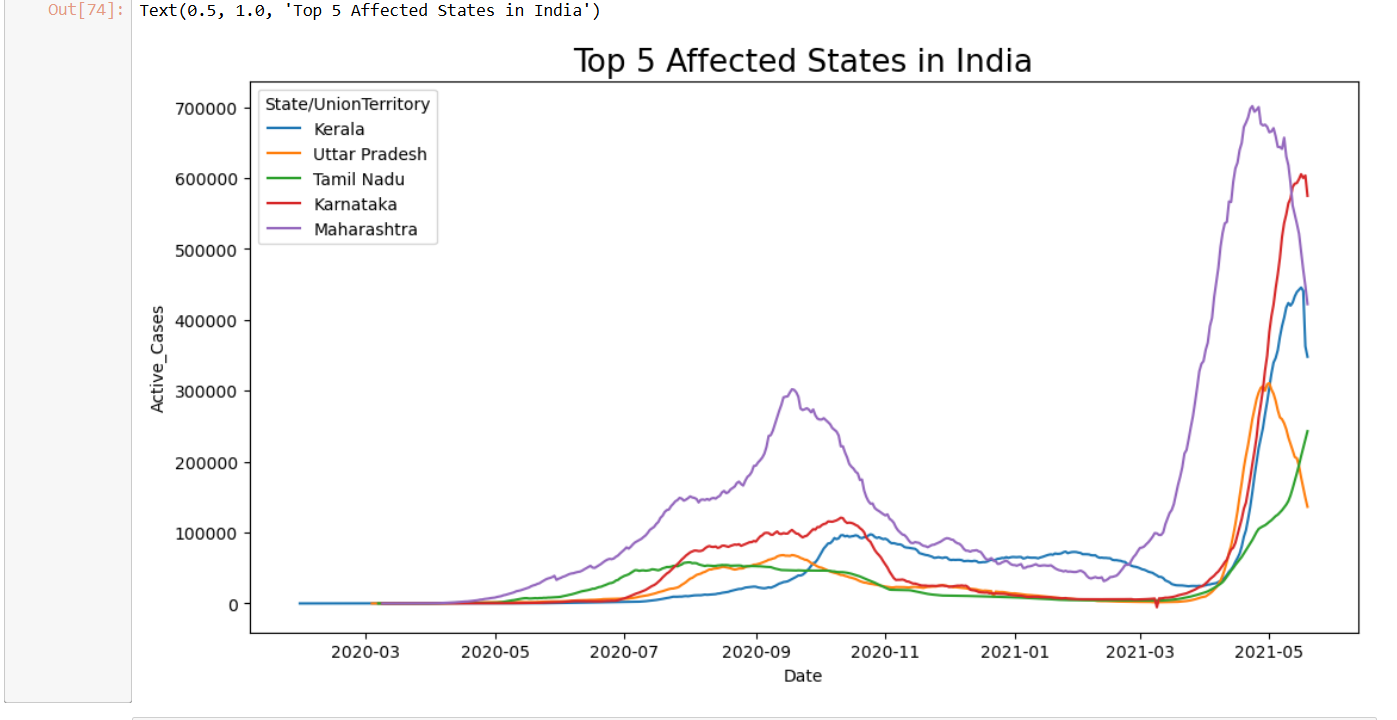 Out[74]: Text(0.5, 1.0, 'Top 5 Affected States in India')
Top 5 Affected States in India
State/UnionTerritory
Kerala
Uttar Pradesh
Tamil Nadu
Karnataka
Maharashtra
700000
600000
500000
400000
300000
200000
100000
0
Active_Cases
2020-03 2020-05 2020-07 2020-09 2020-11 2021-01 2021-03 2021-05
Date